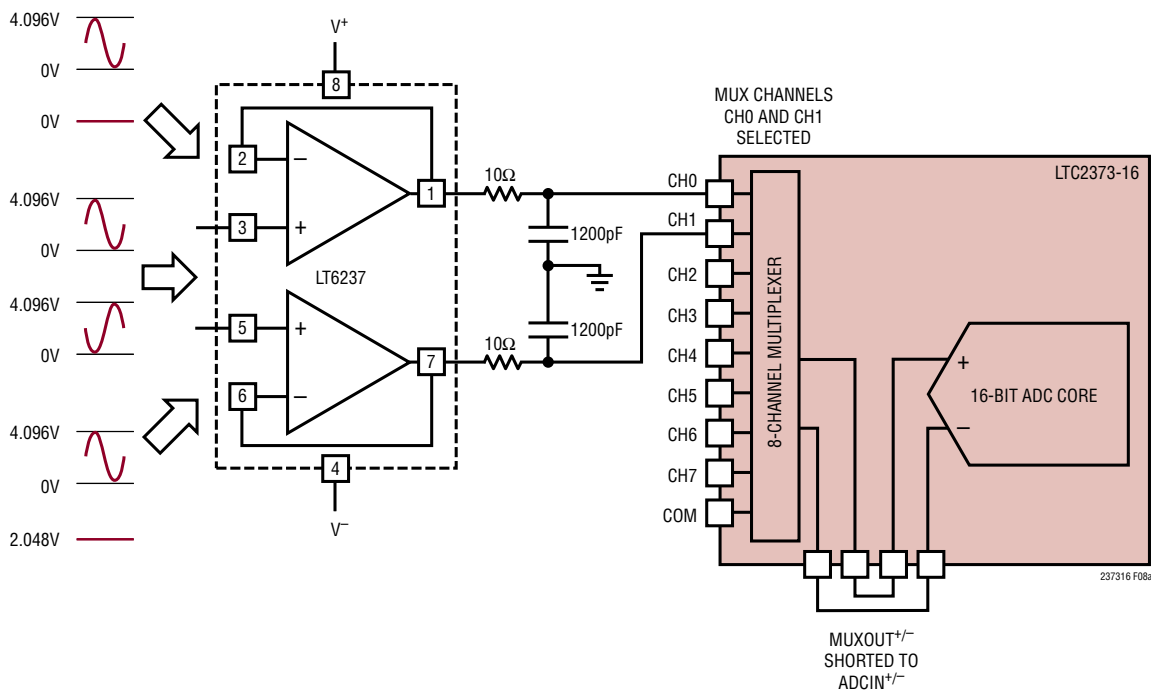 4.096V
0V
0V
4.096V
0V
4.096V
0V
4.096V
0V
2.048V
V+
8
2
–
1
3
+
LT6237
5
+
7
6
–
4
V–
10Ω
1200pF
1200pF
10Ω
MUX CHANNELS
CH0 AND CH1
SELECTED
LTC2373-16
CH0
CH1
CH2
CH3
CH4
CH5
CH6
CH7
COM
8-CHANNEL MULTIPLEXER
+
16-BIT ADC CORE
–
237316 F08a
MUXOUT+/–
SHORTED TO
ADCIN+/–